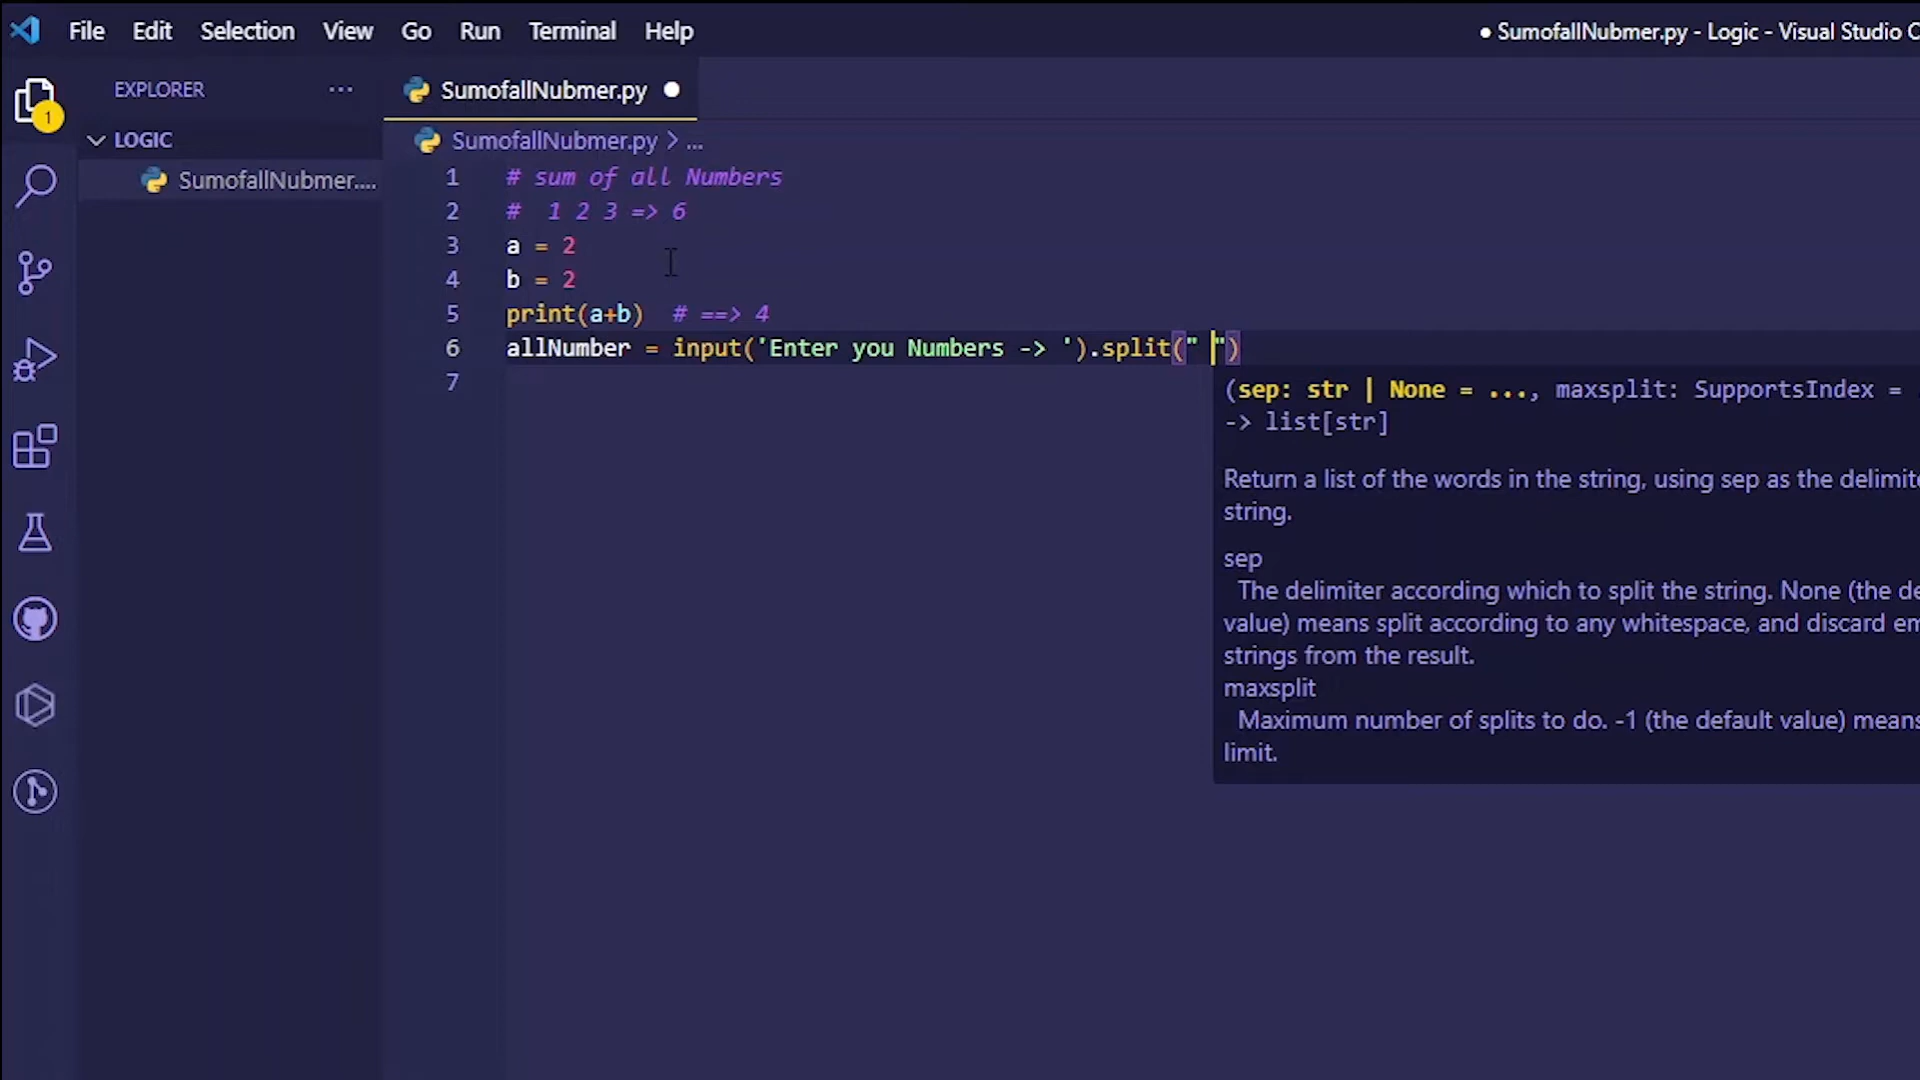 File Edit Selection View Go Run Terminal Help
● SumofallNubmer.py - Logic - Visual Studio C
EXPLORER ...
SumofallNubmer.py
1
LOGIC
SumofallNubmer.py > ...
SumofallNubmer....
1 # sum of all Numbers
2 #  1 2 3 => 6
3 a = 2
4 b = 2
5 print(a+b)  # ==> 4
6 allNumber = input('Enter you Numbers -> ').split(" ")
7
(sep: str | None = ..., maxsplit: SupportsIndex =
-> list[str]
Return a list of the words in the string, using sep as the delimite
string.
sep
The delimiter according which to split the string. None (the de
value) means split according to any whitespace, and discard em
strings from the result.
maxsplit
Maximum number of splits to do. -1 (the default value) means
limit.